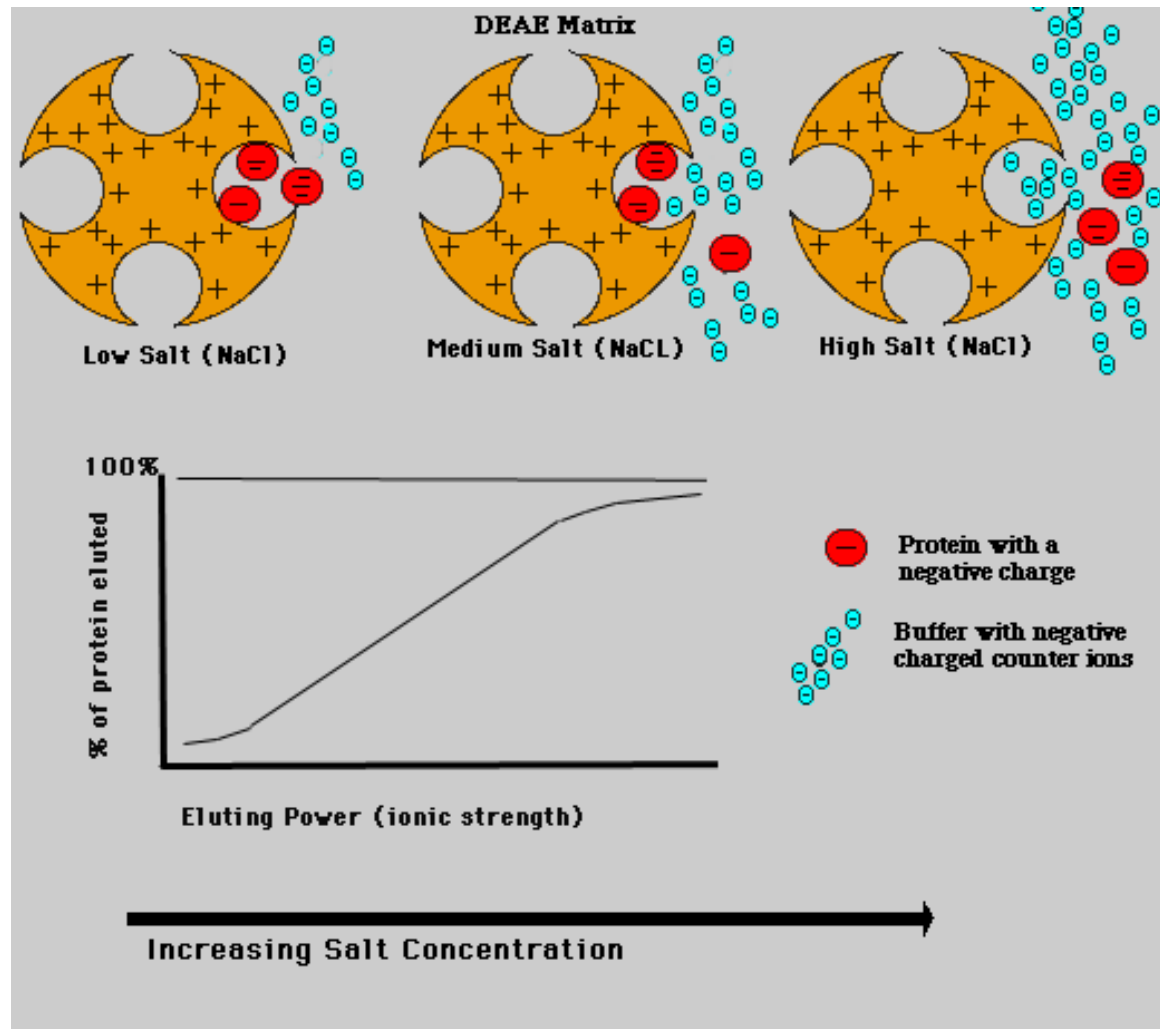 DEAE Matrix
Low Salt (NaCl)
Medium Salt (NaCL)
High Salt (NaCl)
100%
% of protein eluted
Eluting Power (ionic strength)
Protein with a
negative charge
Buffer with negative
charged counter ions
Increasing Salt Concentration